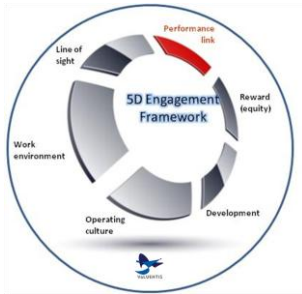 Performance
link
Line of
sight
5D Engagement
Framework
Reward
(equity)
Work
environment
Development
Operating
culture